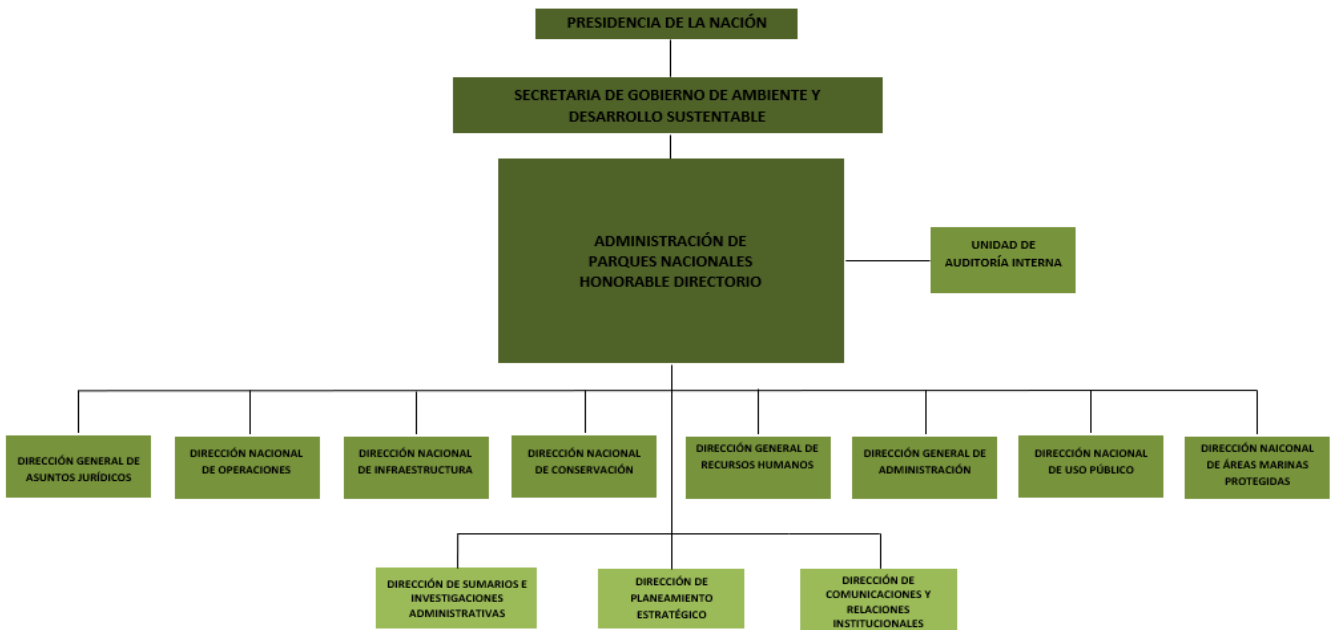 PRESIDENCIA DE LA NACIÓN
SECRETARIA DE GOBIERNO DE AMBIENTE Y
DESARROLLO SUSTENTABLE
ADMINISTRACIÓN DE
PARQUES NACIONALES
HONORABLE DIRECTORIO
UNIDAD DE
AUDITORÍA INTERNA
DIRECCIÓN GENERAL DE
ASUNTOS JURÍDICOS
DIRECCIÓN NACIONAL
DE OPERACIONES
DIRECCIÓN NACIONAL
DE INFRAESTRUCTURA
DIRECCIÓN NACIONAL
DE CONSERVACIÓN
DIRECCIÓN GENERAL DE
RECURSOS HUMANOS
DIRECCIÓN GENERAL DE
ADMINISTRACIÓN
DIRECCIÓN NACIONAL
DE USO PÚBLICO
DIRECCIÓN NAICONAL
DE ÁREAS MARINAS
PROTEGIDAS
DIRECCIÓN DE SUMARIOS E
INVESTIGACIONES
ADMINISTRATIVAS
DIRECCIÓN DE
PLANEAMIENTO
ESTRATÉGICO
DIRECCIÓN DE
COMUNICACIONES Y
RELACIONES
INSTITUCIONALES